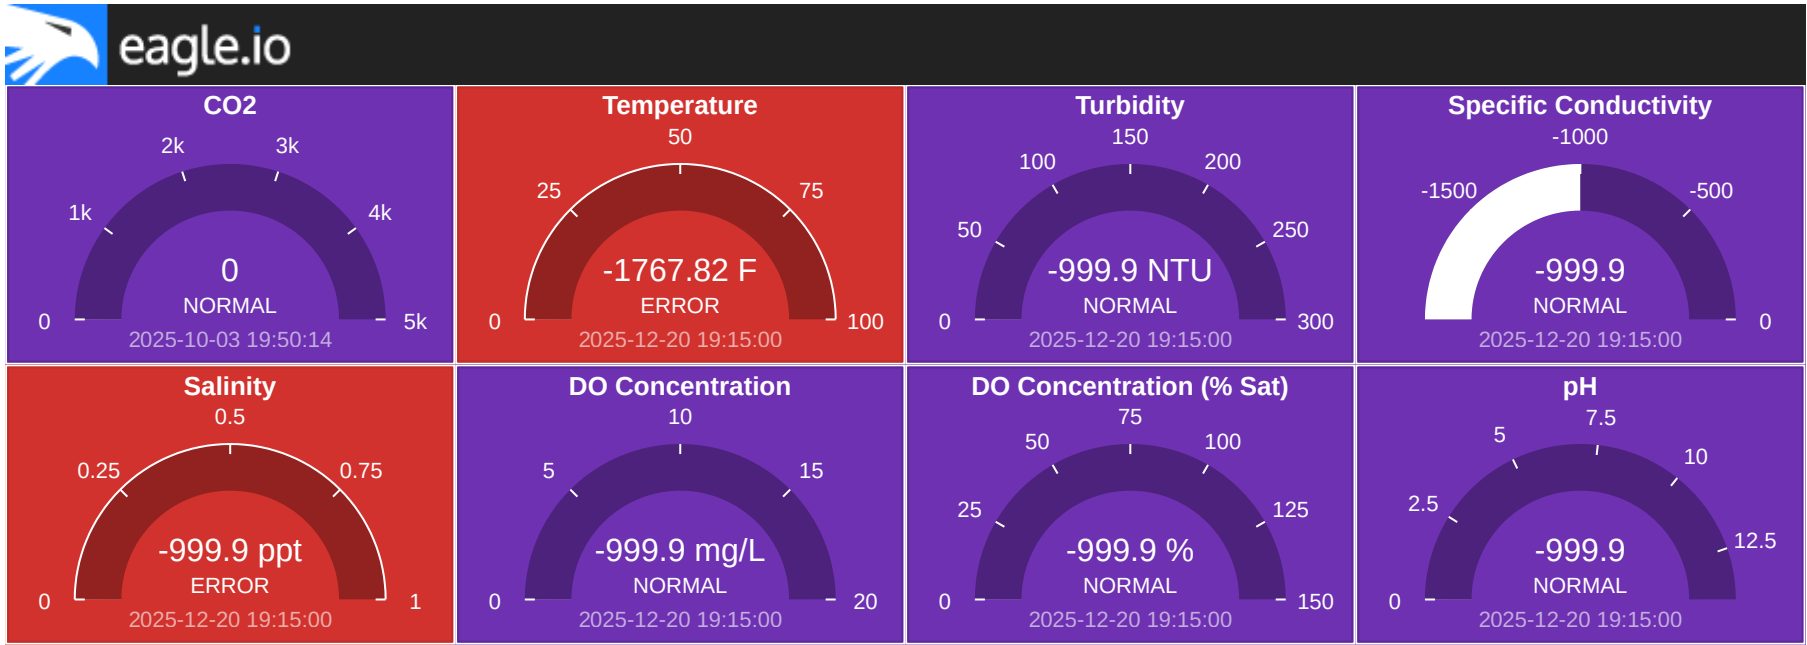 eagle.io
CO2
2k
3k
1k
4k
0
NORMAL
0
5k
2025-10-03 19:50:14
Temperature
50
25
75
-1767.82 F
ERROR
0
100
2025-12-20 19:15:00
Turbidity
150
100
200
50
250
-999.9 NTU
NORMAL
0
300
2025-12-20 19:15:00
Specific Conductivity
-1000
-1500
-500
-999.9
NORMAL
0
2025-12-20 19:15:00
Salinity
0.5
0.25
0.75
-999.9 ppt
ERROR
0
1
2025-12-20 19:15:00
DO Concentration
10
5
15
-999.9 mg/L
NORMAL
0
20
2025-12-20 19:15:00
DO Concentration (% Sat)
75
50
100
25
125
-999.9 %
NORMAL
0
150
2025-12-20 19:15:00
pH
7.5
5
10
2.5
12.5
-999.9
NORMAL
0
2025-12-20 19:15:00